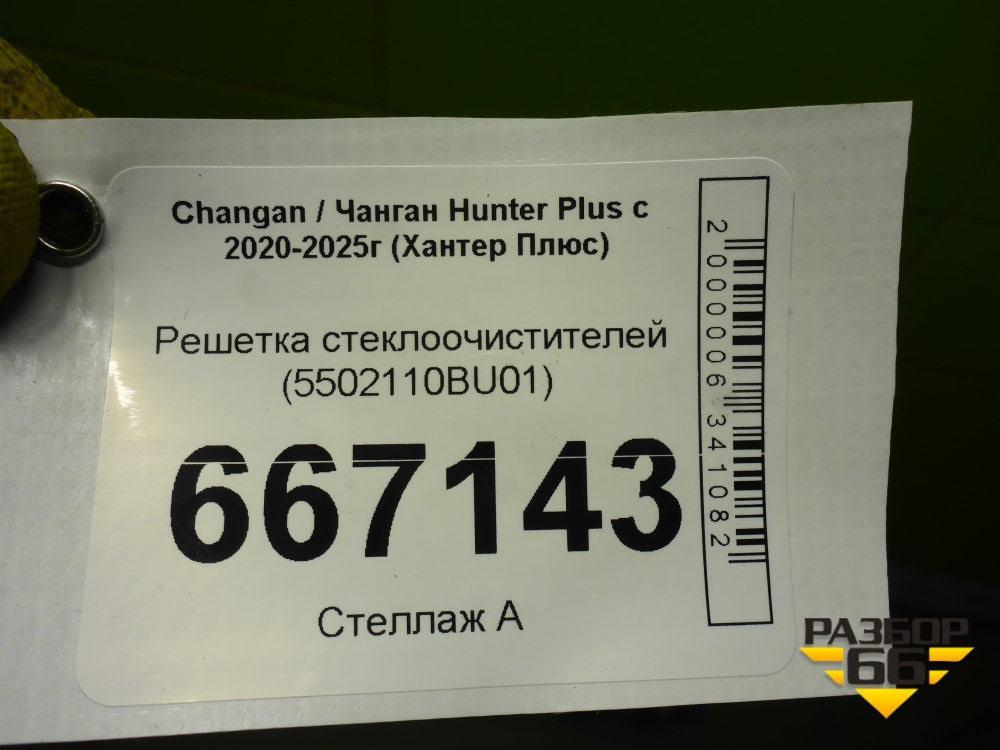 Changan / Чанган Hunter Plus с
2020-2025г (Хантер Плюс)
Решетка стеклоочистителей
(5502110BU01)
667143
Стеллаж А
2000006341082
РАЗБОР
66